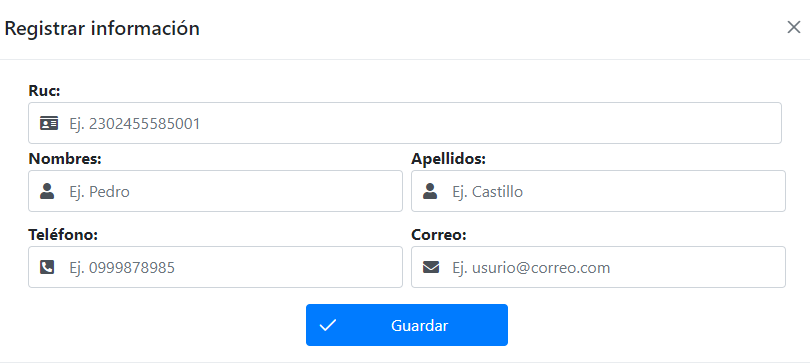 Registrar información
Ruc:
Ej. 2302455585001
Nombres: Apellidos:
Ej. Pedro Ej. Castillo
Teléfono: Correo:
Ej. 0999878985 Ej. usurio@correo.com
Guardar